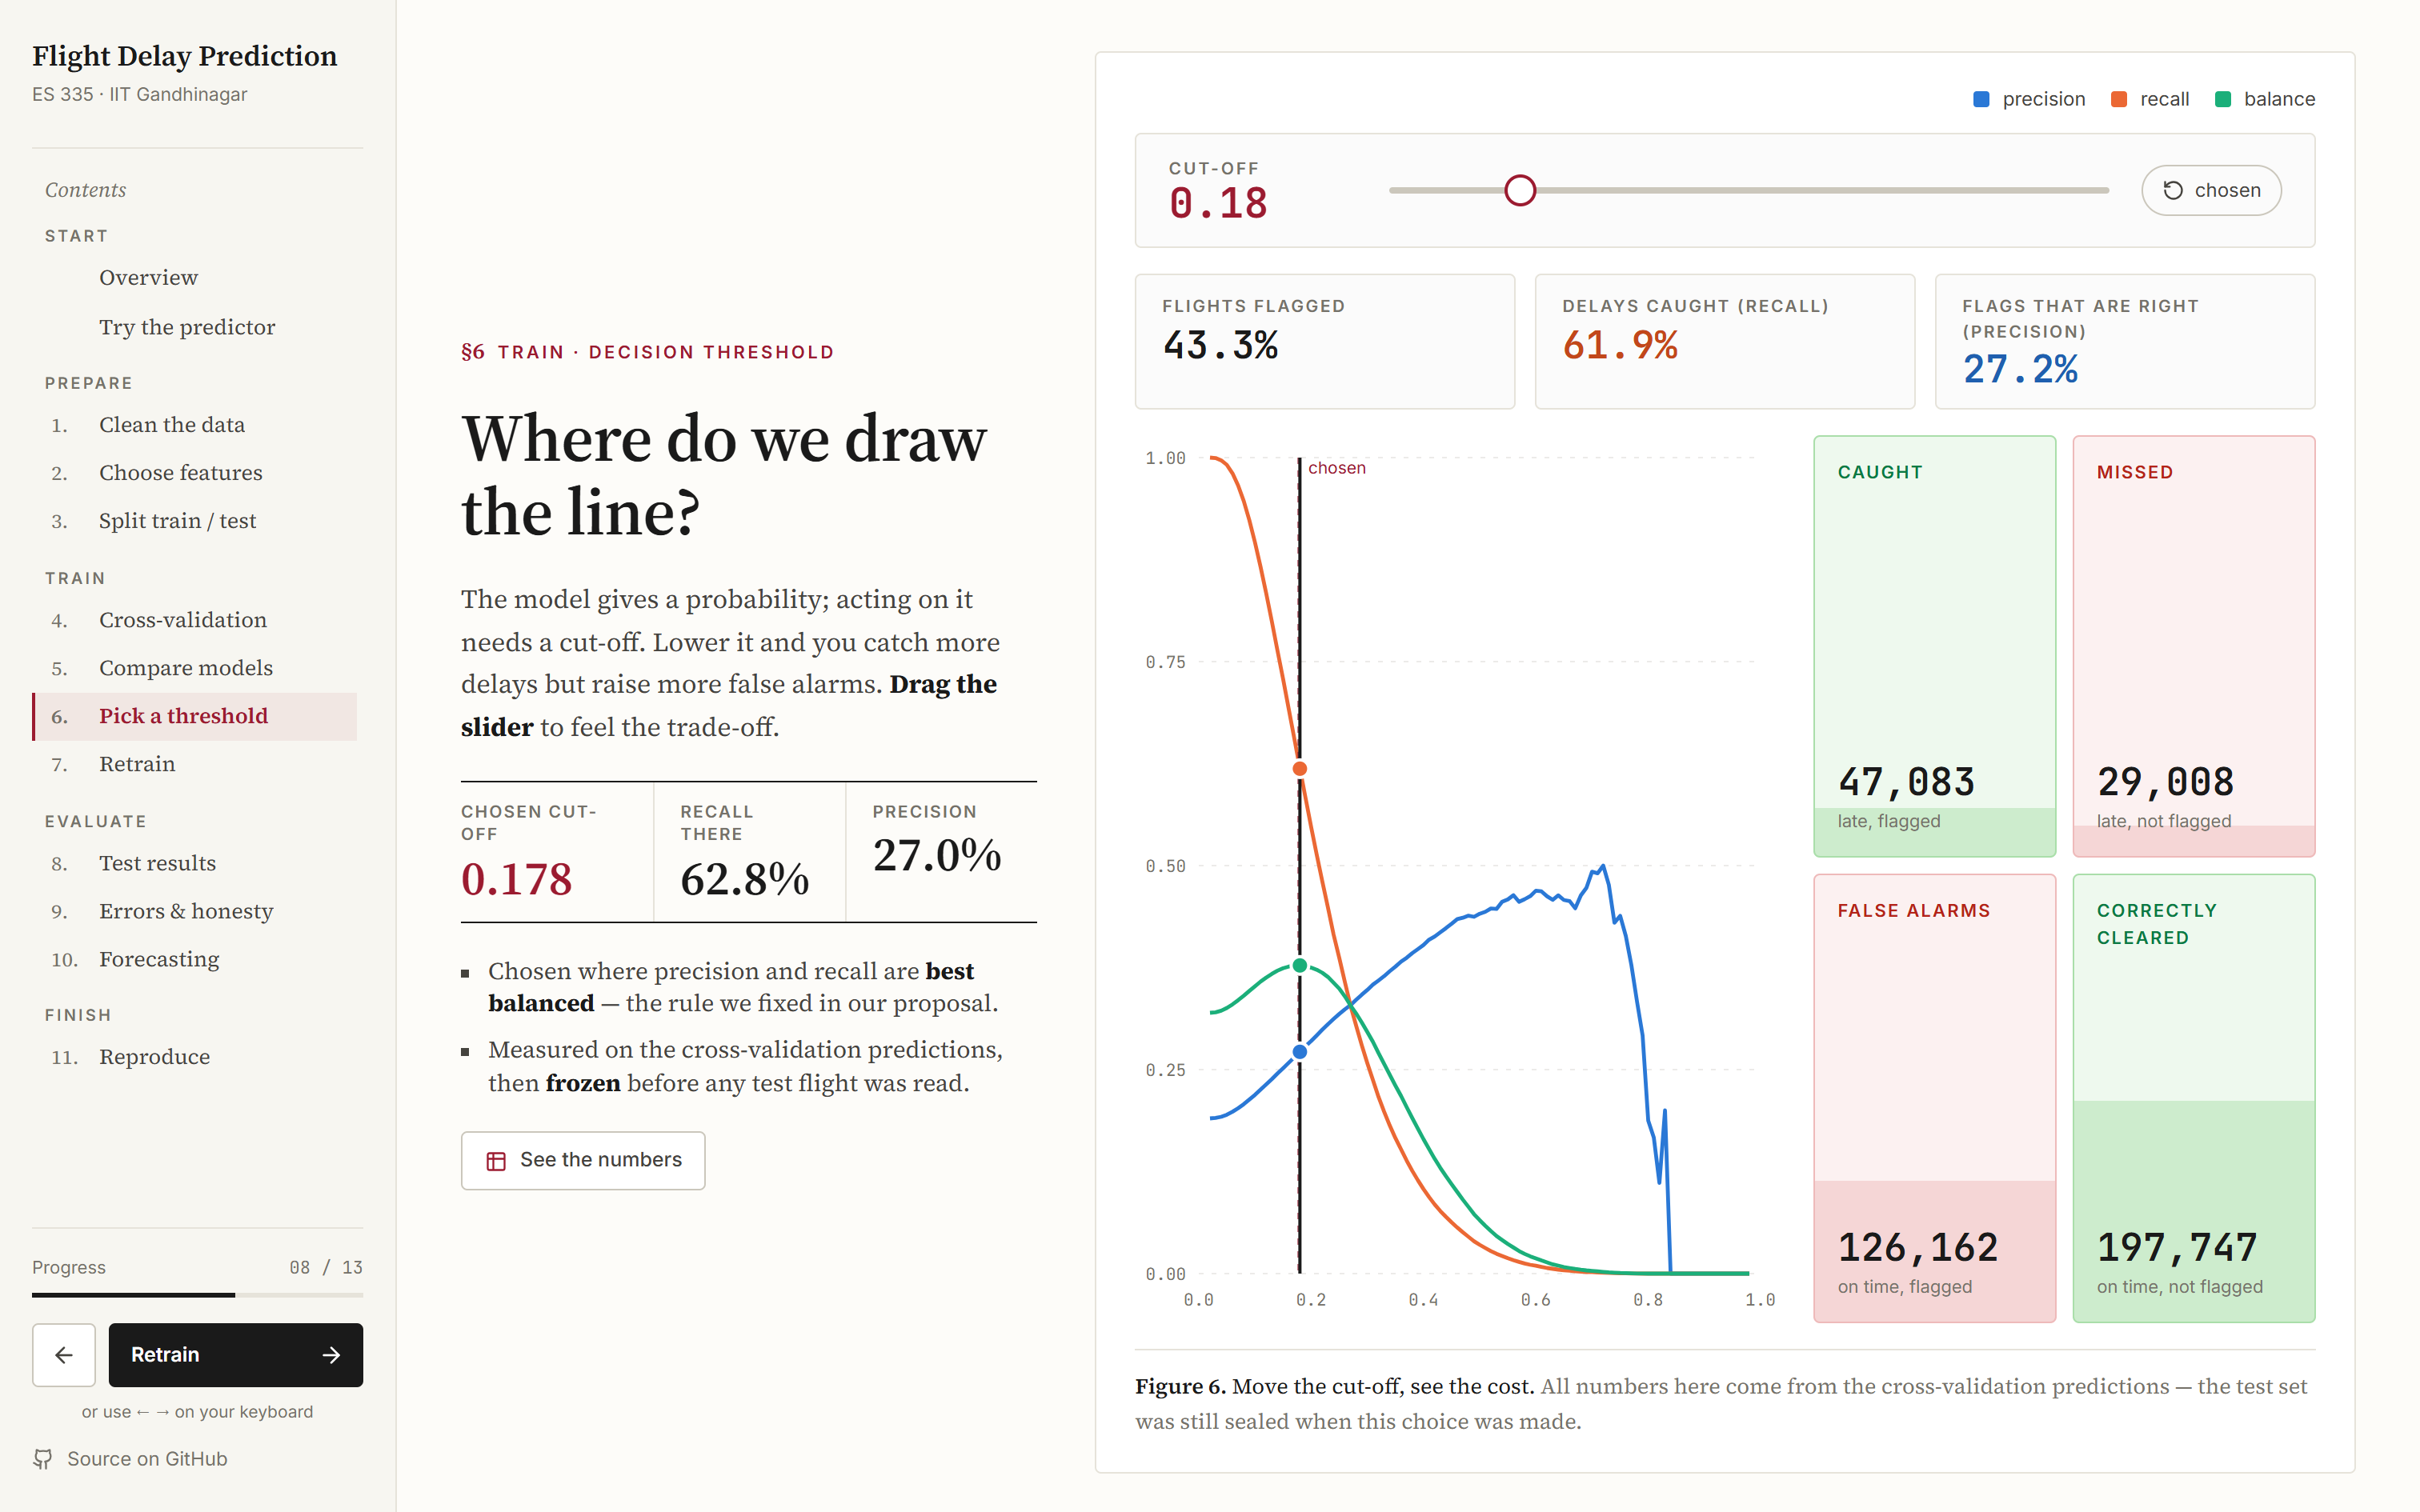 Flight Delay Prediction
ES 335 · IIT Gandhinagar
Contents
START
Overview
Try the predictor
PREPARE
1. Clean the data
2. Choose features
3. Split train / test
TRAIN
4. Cross-validation
5. Compare models
6. Pick a threshold
7. Retrain
EVALUATE
8. Test results
9. Errors & honesty
10. Forecasting
FINISH
11. Reproduce
Progress 08 / 13
← Retrain →
or use ← → on your keyboard
Source on GitHub
§6 TRAIN · DECISION THRESHOLD
Where do we draw
the line?
The model gives a probability; acting on it
needs a cut-off. Lower it and you catch more
delays but raise more false alarms. Drag the
slider to feel the trade-off.
CHOSEN CUT-
OFF
0.178
RECALL
THERE
62.8%
PRECISION
27.0%
▪ Chosen where precision and recall are best
balanced — the rule we fixed in our proposal.
▪ Measured on the cross-validation predictions,
then frozen before any test flight was read.
See the numbers
precision recall balance
CUT-OFF
0.18
chosen
FLIGHTS FLAGGED
43.3%
DELAYS CAUGHT (RECALL)
61.9%
FLAGS THAT ARE RIGHT
(PRECISION)
27.2%
1.00
0.75
0.50
0.25
0.00
chosen
0.0 0.2 0.4 0.6 0.8 1.0
CAUGHT
47,083
late, flagged
MISSED
29,008
late, not flagged
FALSE ALARMS
126,162
on time, flagged
CORRECTLY
CLEARED
197,747
on time, not flagged
Figure 6. Move the cut-off, see the cost. All numbers here come from the cross-validation predictions — the test set
was still sealed when this choice was made.